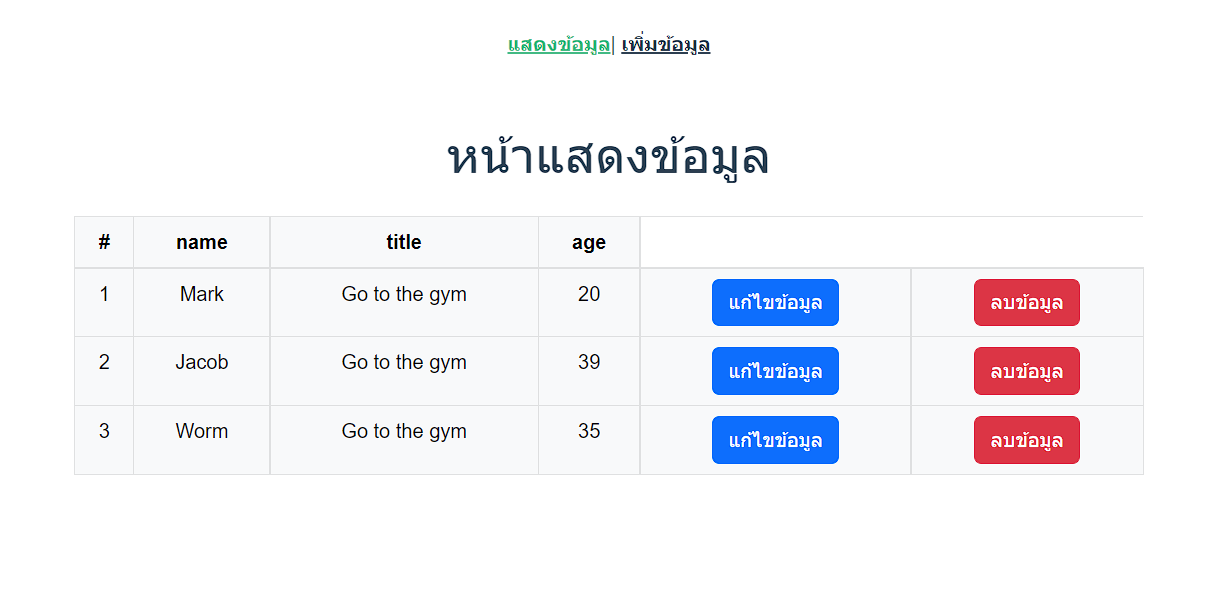 แสดงข้อมูล| เพิ่มข้อมูล
หน้าแสดงข้อมูล
# name title age
1 Mark Go to the gym 20 แก้ไขข้อมูล ลบข้อมูล
2 Jacob Go to the gym 39 แก้ไขข้อมูล ลบข้อมูล
3 Worm Go to the gym 35 แก้ไขข้อมูล ลบข้อมูล